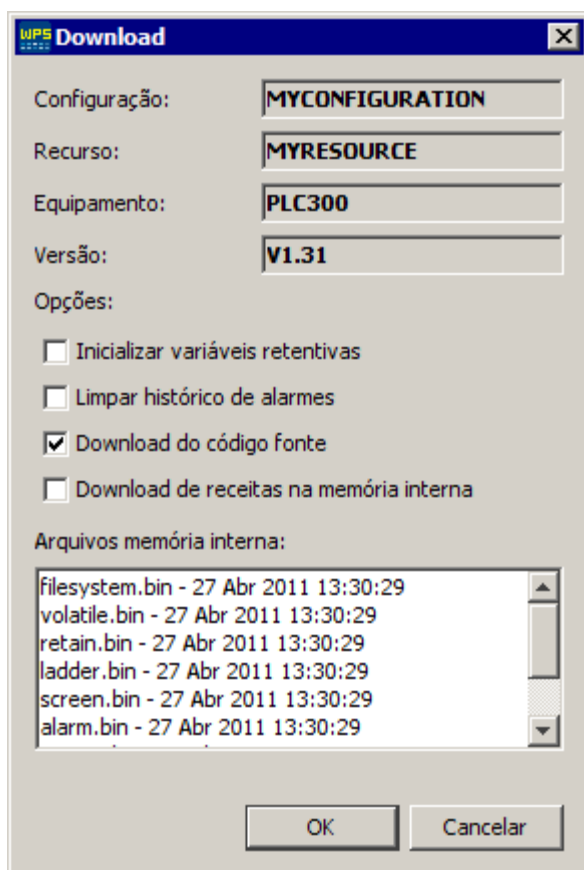 WPS Download
Configuração: MYCONFIGURATION
Recurso: MYRESOURCE
Equipamento: PLC300
Versão: V1.31
Opções:
Inicializar variáveis retentivas
Limpar histórico de alarmes
Download do código fonte
Download de receitas na memória interna
Arquivos memória interna:
filesystem.bin - 27 Abr 2011 13:30:29
volatile.bin - 27 Abr 2011 13:30:29
retain.bin - 27 Abr 2011 13:30:29
ladder.bin - 27 Abr 2011 13:30:29
screen.bin - 27 Abr 2011 13:30:29
alarm.bin - 27 Abr 2011 13:30:29
OK Cancelar